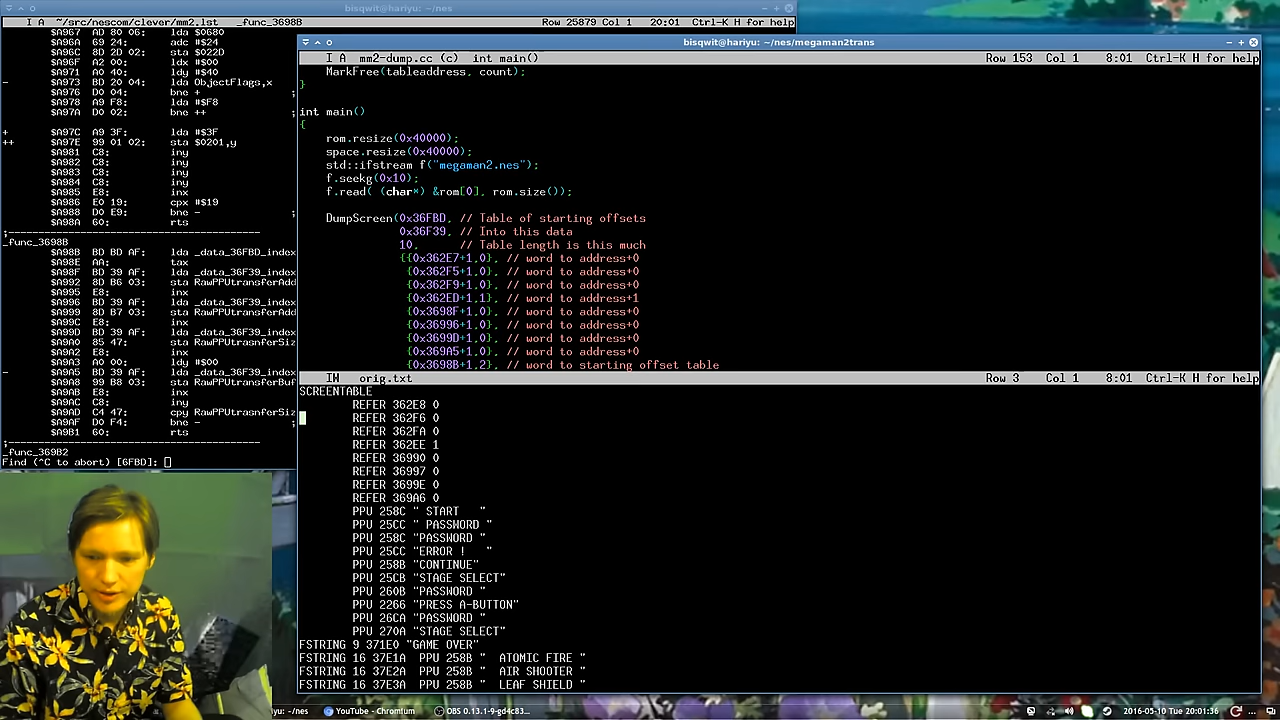 bisqwit@hariyu: ~/nes
I A ~/src/nescom/clever/mm2.lst _func_3698B Row 25879 Col 1 20:01 Ctrl-K H for help
$A967 AD 80 06: lda $0680
$A96A 69 24: adc #$24
$A96C 8D 2D 02: sta $022D
$A96F A2 00: ldx #$00
$A971 A0 40: ldy #$40
- $A973 BD 20 04: lda ObjectFlags,x
$A976 D0 04: bne + ;
$A978 A9 F8: lda #$F8
$A97A D0 02: bne ++ ;
+ $A97C A9 3F: lda #$3F
++ $A97E 99 01 02: sta $0201,y
$A981 C8: iny
$A982 C8: iny
$A983 C8: iny
$A984 C8: iny
$A985 E8: inx
$A986 E0 19: cpx #$19
$A988 D0 E9: bne - ;
$A98A 60: rts
;-----------------------------------------
_func_3698B
$A98B BD BD AF: lda _data_36FBD_index
$A98E AA: tax
$A98F BD 39 AF: lda _data_36F39_index
$A992 8D B6 03: sta RawPPUtransferAdd
$A995 E8: inx
$A996 BD 39 AF: lda _data_36F39_index
$A999 8D B7 03: sta RawPPUtransferAdd
$A99C E8: inx
$A99D BD 39 AF: lda _data_36F39_index
$A9A0 85 47: sta RawPPUtrasnferSiz
$A9A2 E8: inx
$A9A3 A0 00: ldy #$00
- $A9A5 BD 39 AF: lda _data_36F39_index
$A9A8 99 B8 03: sta RawPPUtransferBuf
$A9AB E8: inx
$A9AC C8: iny
$A9AD C4 47: cpy RawPPUtrasnferSiz
$A9AF D0 F4: bne - ;
$A9B1 60: rts
;-----------------------------------------
_func_369B2
Find (^C to abort) [6FBD]:
bisqwit@hariyu: ~/nes/megaman2trans
I A mm2-dump.cc (c) int main() Row 153 Col 1 8:01 Ctrl-K H for help
MarkFree(tableaddress, count);
}
int main()
{
rom.resize(0x40000);
space.resize(0x40000);
std::ifstream f("megaman2.nes");
f.seekg(0x10);
f.read( (char*) &rom[0], rom.size());
DumpScreen(0x36FBD, // Table of starting offsets
0x36F39, // Into this data
10, // Table length is this much
{{0x362E7+1,0}, // word to address+0
{0x362F5+1,0}, // word to address+0
{0x362F9+1,0}, // word to address+0
{0x362ED+1,1}, // word to address+1
{0x3698F+1,0}, // word to address+0
{0x36996+1,0}, // word to address+0
{0x3699D+1,0}, // word to address+0
{0x369A5+1,0}, // word to address+0
{0x3698B+1,2}, // word to starting offset table
IW orig.txt Row 3 Col 1 8:01 Ctrl-K H for help
SCREENTABLE
REFER 362E8 0
REFER 362F6 0
REFER 362FA 0
REFER 362EE 1
REFER 36990 0
REFER 36997 0
REFER 3699E 0
REFER 369A6 0
PPU 258C " START   "
PPU 25CC " PASSWORD "
PPU 258C "PASSWORD "
PPU 25CC "ERROR !   "
PPU 258B "CONTINUE"
PPU 25CB "STAGE SELECT"
PPU 260B "PASSWORD "
PPU 2266 "PRESS A-BUTTON"
PPU 26CA "PASSWORD "
PPU 270A "STAGE SELECT"
FSTRING 9 371E0 "GAME OVER"
FSTRING 16 37E1A  PPU 258B "  ATOMIC FIRE "
FSTRING 16 37E2A  PPU 258B "  AIR SHOOTER "
FSTRING 16 37E3A  PPU 258B "  LEAF SHIELD "
iyu: ~/nes
YouTube - Chromium
OBS 0.13.1-9-gd4c83...
2016-05-10 Tue 20:01:36